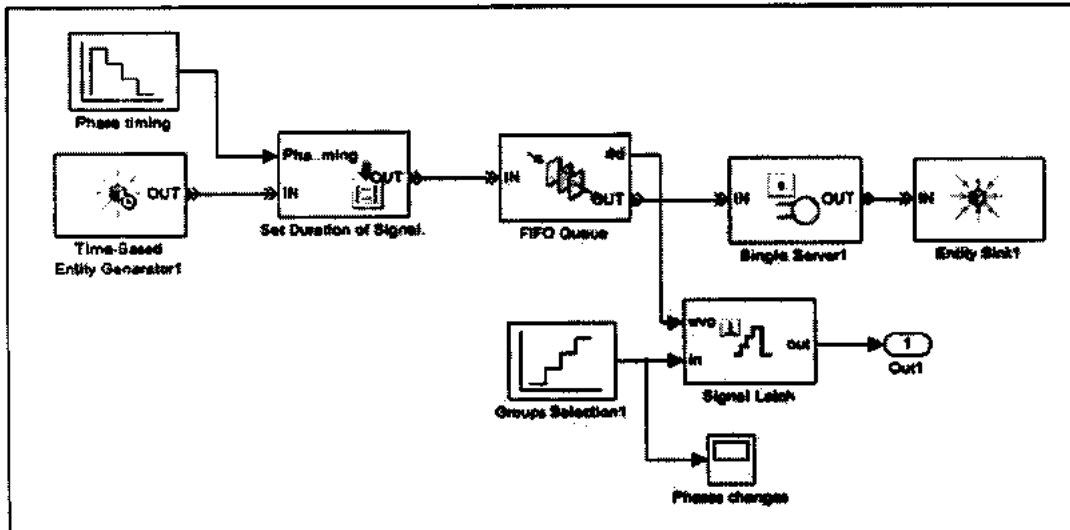 Phase timing
Pha..ming
OUT
IN
Set Duration of Signal.
OUT
Time-Based
Entity Generator1
IN
#d
OUT
FIFO Queue
IN
OUT
Single Server1
IN
Entity Sink1
Groups Selection1
wvc
in
out
Signal Latch
1
Out1
Phases changes